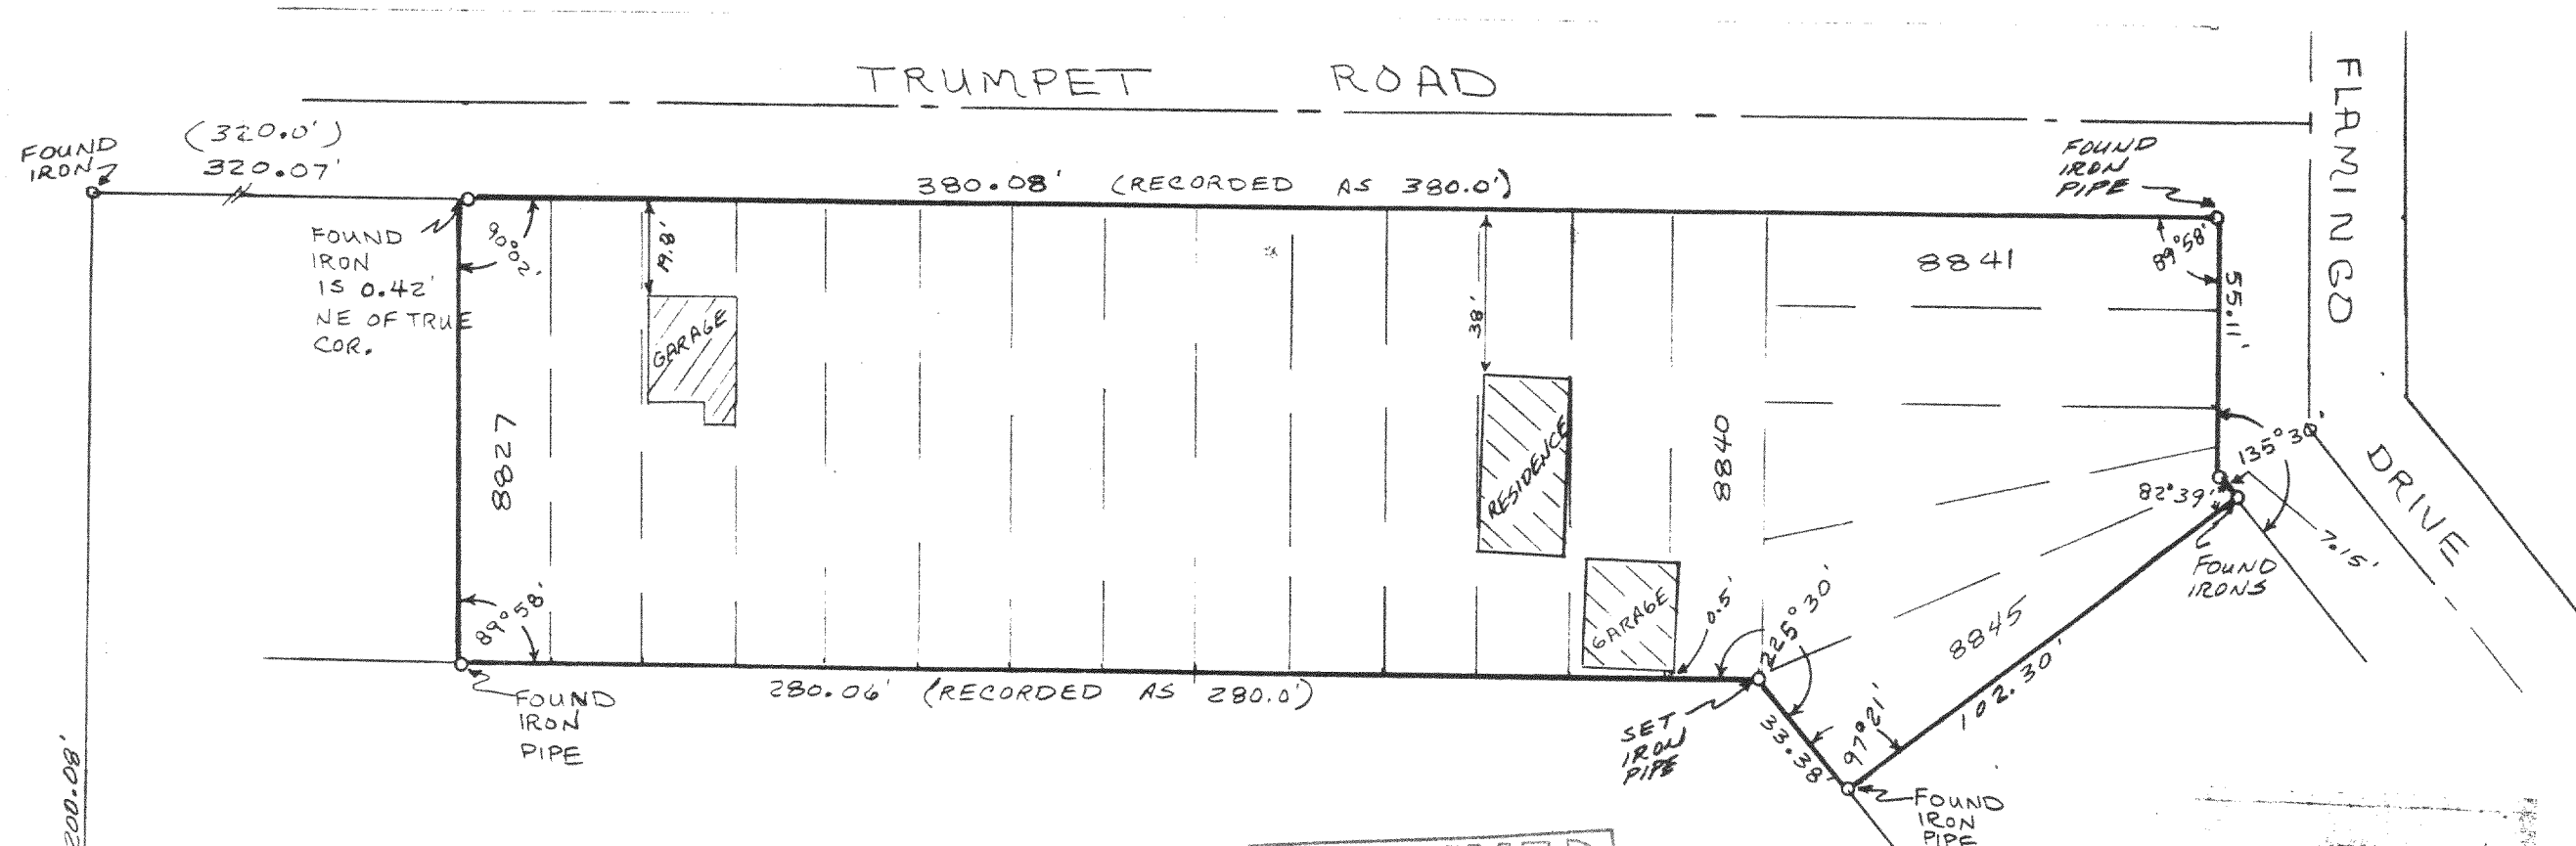 TRUMPET ROAD
FLAMINGO
DRIVE
FOUND
IRON
(320.0')
320.07'
380.08' (RECORDED AS 380.0')
FOUND
IRON
PIPE
FOUND
IRON
IS 0.42'
NE OF TRUE
COR.
90°02'
19.8'
GARAGE
38'
8841
89°58'
55.11'
8827
RESIDENCE
8840
135°30'
82°39'
7.15'
FOUND
IRONS
89°58'
GARAGE
0.5'
225°30'
8845
102.30'
280.06' (RECORDED AS 280.0')
FOUND
IRON
PIPE
SET
IRON
PIPE
33.38'
97°21'
FOUND
IRON
PIPE
200.08'